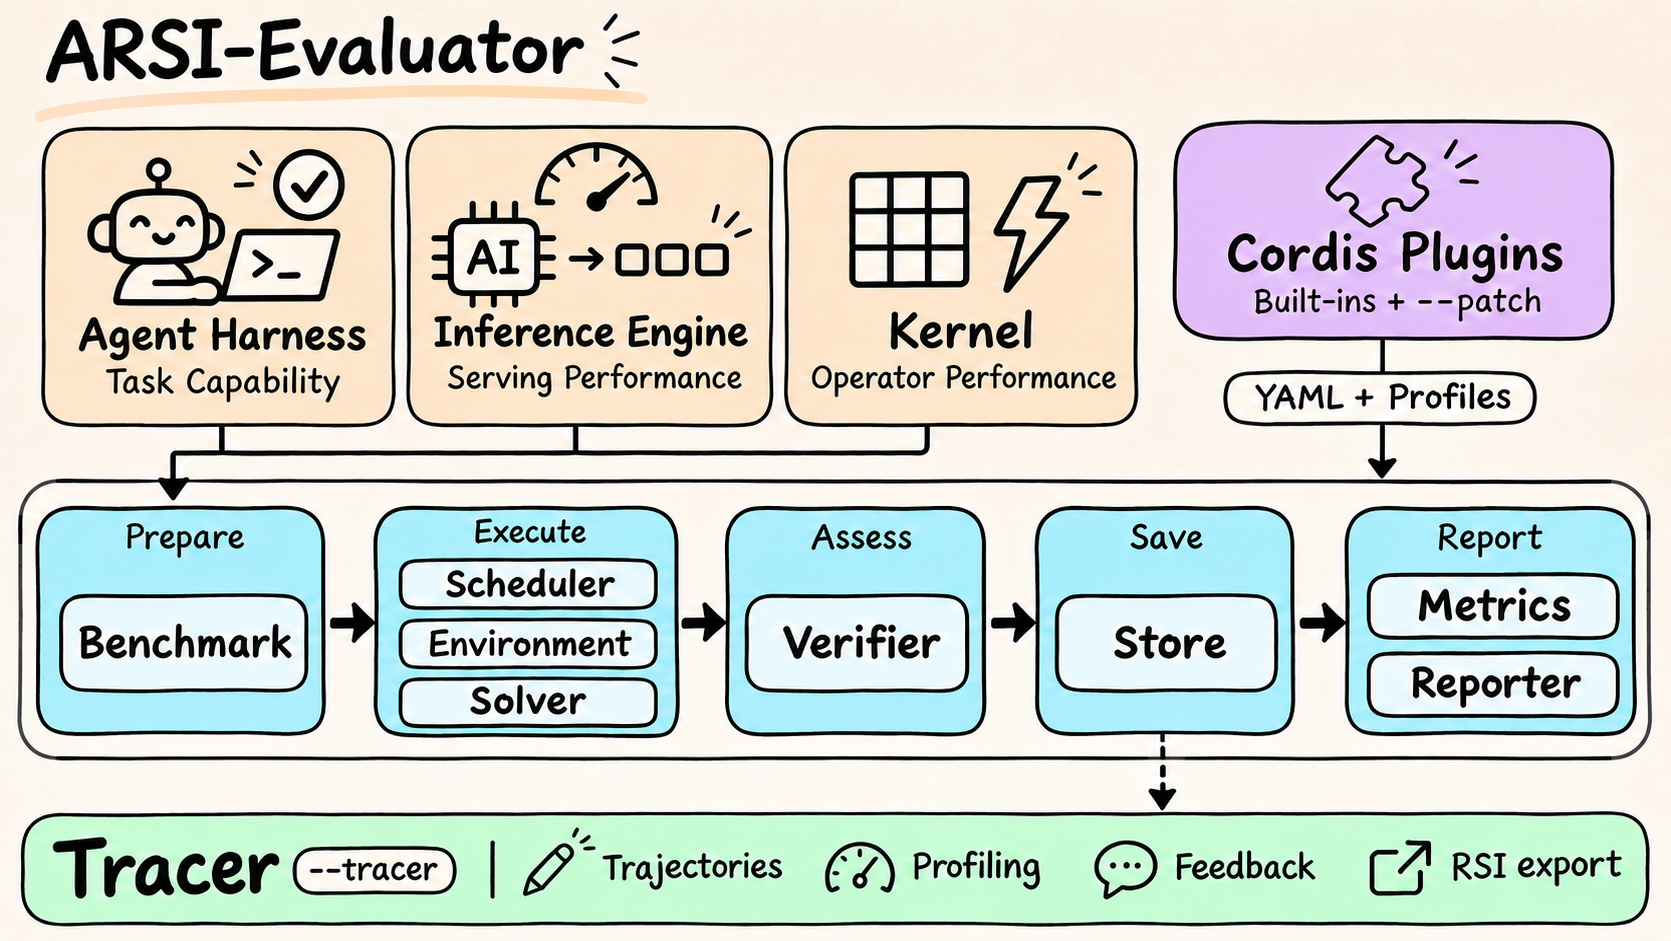 ARSI-Evaluator
AI
>_
Agent Harness
Task Capability
Inference Engine
Serving Performance
Kernel
Operator Performance
Cordis Plugins
Built-ins + --patch
YAML + Profiles
Prepare
Benchmark
Execute
Scheduler
Environment
Solver
Assess
Verifier
Save
Store
Report
Metrics
Reporter
Tracer
--tracer
Trajectories
Profiling
Feedback
RSI export